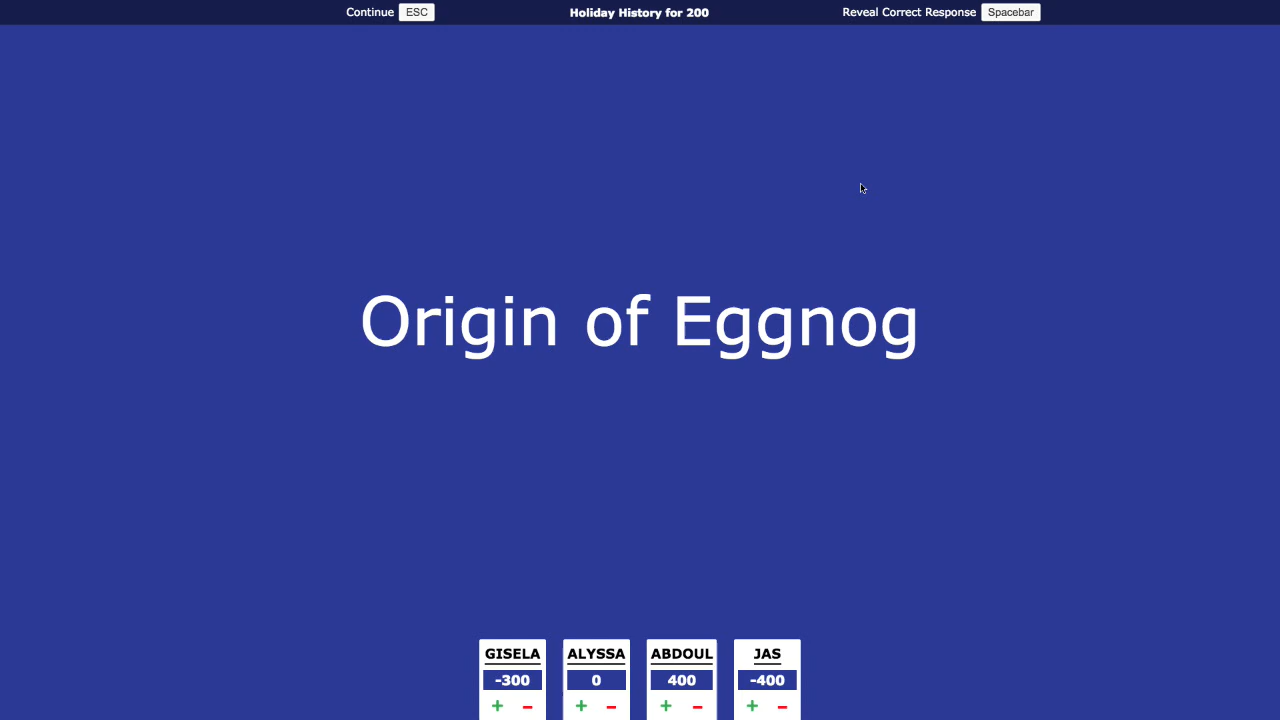 Continue ESC Holiday History for 200 Reveal Correct Response Spacebar
Origin of Eggnog
GISELA ALYSSA ABDOUL JAS
-300 0 400 -400
+ - + - + - + -